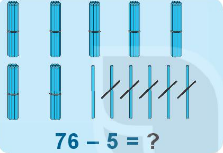 76 – 5 = ?